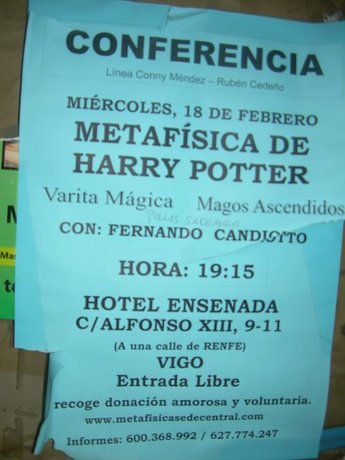 CONFERENCIA
Línea Conny Méndez – Rubén Cedeño
MIÉRCOLES, 18 DE FEBRERO
METAFÍSICA DE
HARRY POTTER
Varita Mágica Magos Ascendidos
CON: FERNANDO CANDIOTTO
HORA: 19:15
HOTEL ENSENADA
C/ALFONSO XIII, 9-11
(A una calle de RENFE)
VIGO
Entrada Libre
recoge donación amorosa y voluntaria.
www.metafisicasedecentral.com
Informes: 600.368.992 / 627.774.247